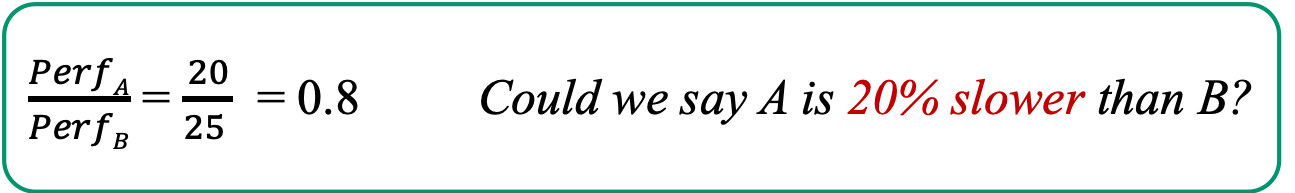 Perf_A / Perf_B = 20 / 25 = 0.8 Could we say A is 20% slower than B?